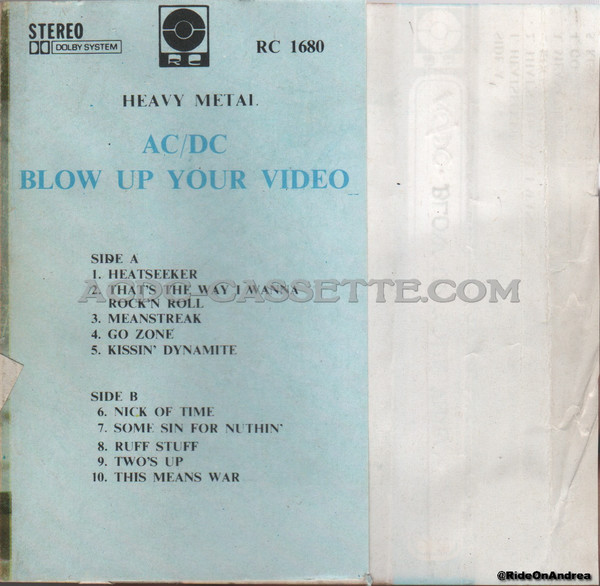 STEREO
DOLBY SYSTEM
RC
RC 1680
HEAVY METAL
AC/DC
BLOW UP YOUR VIDEO
SIDE A
1. HEATSEEKER
2. THAT'S THE WAY I WANNA
ROCK'N ROLL
3. MEANSTREAK
4. GO ZONE
5. KISSIN' DYNAMITE
ACDCCASSETTE.COM
SIDE B
6. NICK OF TIME
7. SOME SIN FOR NUTHIN'
8. RUFF STUFF
9. TWO'S UP
10. THIS MEANS WAR
@RideOnAndrea